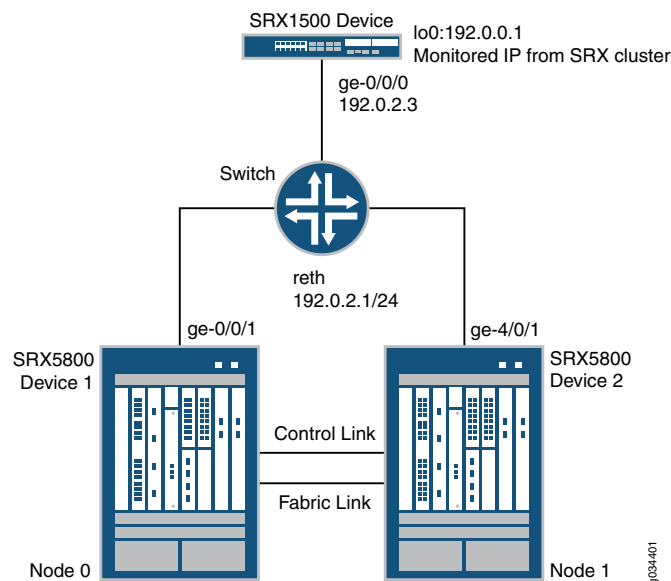 SRX1500 Device
lo0:192.0.0.1
Monitored IP from SRX cluster
ge-0/0/0
192.0.2.3
Switch
reth
192.0.2.1/24
ge-0/0/1
ge-4/0/1
SRX5800
Device 1
SRX5800
Device 2
Control Link
Fabric Link
Node 0
Node 1
g034401